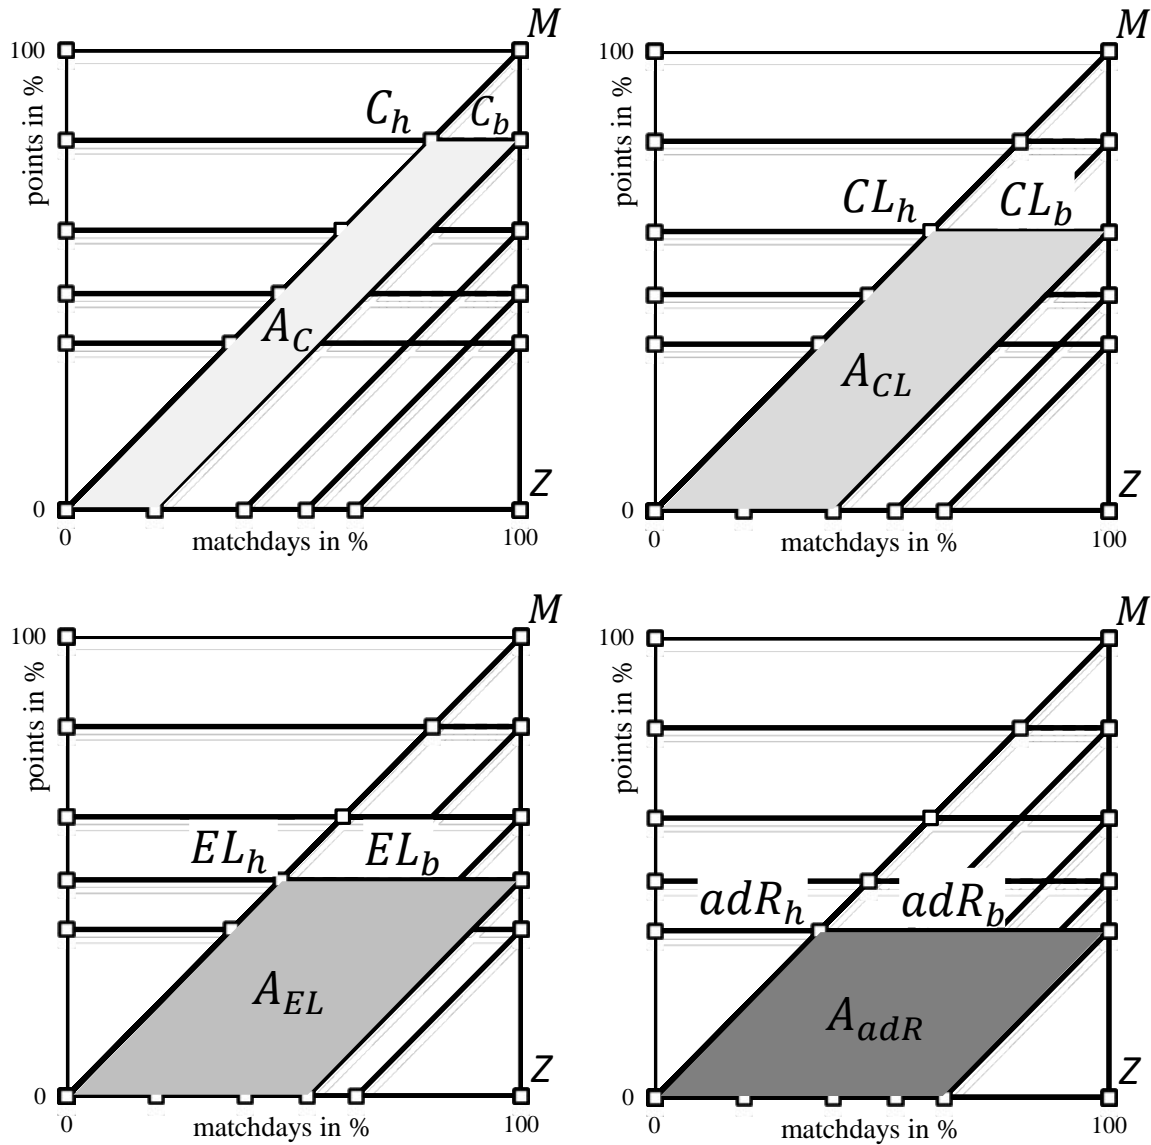 M
100
points in %
C_h
C_b
A_C
Z
0
0
matchdays in %
100
M
100
points in %
CL_h
CL_b
A_CL
Z
0
0
matchdays in %
100
M
100
points in %
EL_h
EL_b
A_EL
Z
0
0
matchdays in %
100
M
100
points in %
adR_h
adR_b
A_adR
Z
0
0
matchdays in %
100